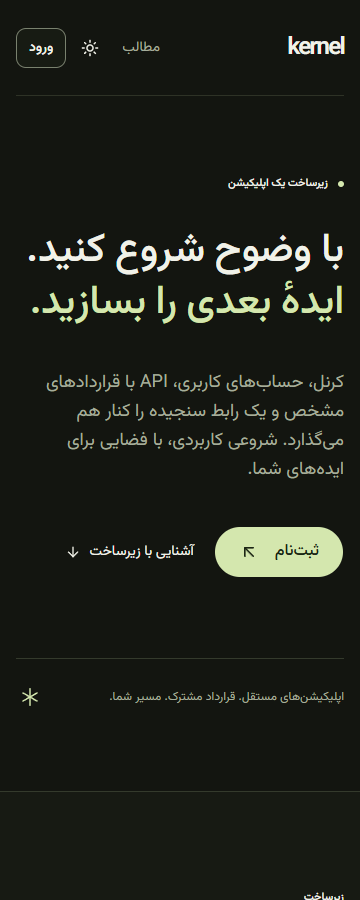 kernel
مطالب
ورود
زیرساخت یک اپلیکیشن
با وضوح شروع کنید.
ایدهٔ بعدی را بسازید.
کرنل، حساب‌های کاربری، API با قراردادهای
مشخص و یک رابط سنجیده را کنار هم
می‌گذارد. شروعی کاربردی، با فضایی برای
ایده‌های شما.
ثبت‌نام
آشنایی با زیرساخت
اپلیکیشن‌های مستقل. قرارداد مشترک. مسیر شما.
زیرساخت